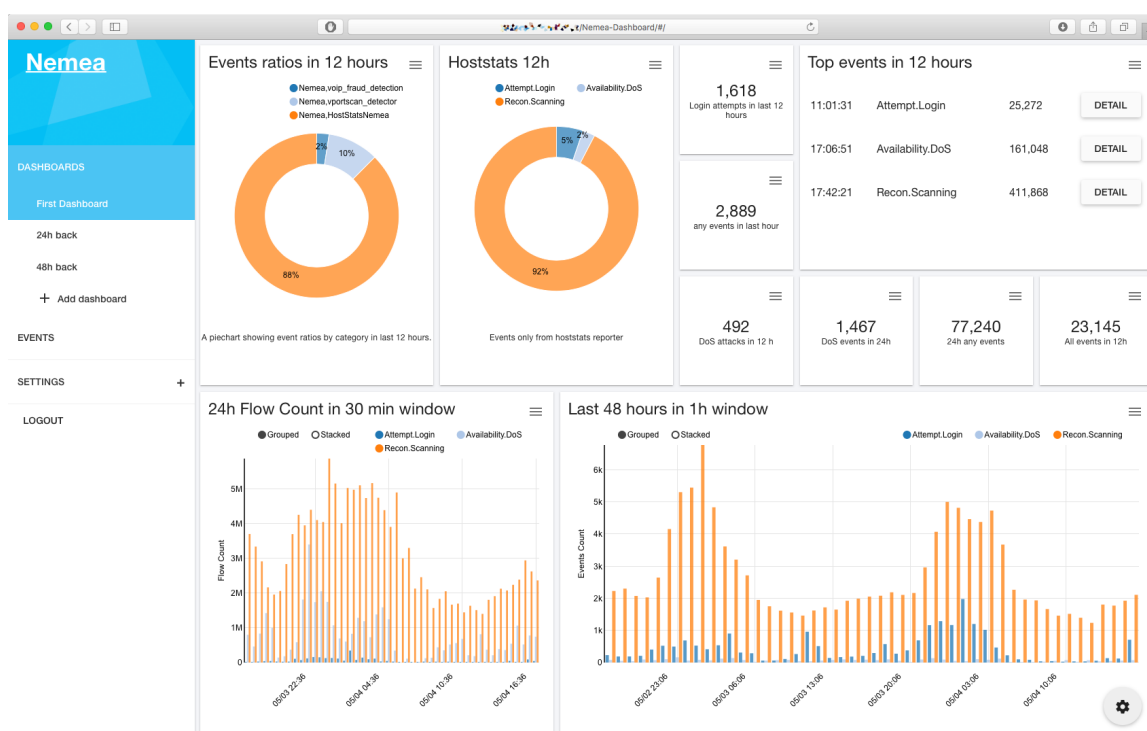 /Nemea-Dashboard/#/
Nemea
DASHBOARDS
First Dashboard
24h back
48h back
+ Add dashboard
EVENTS
SETTINGS +
LOGOUT
Events ratios in 12 hours
Nemea,voip_fraud_detection
Nemea,vportscan_detector
Nemea,HostStatsNemea
2%
10%
88%
A piechart showing event ratios by category in last 12 hours.
Hoststats 12h
Attempt.Login Availability.DoS
Recon.Scanning
5% 2%
92%
Events only from hoststats reporter
1,618
Login attempts in last 12
hours
2,889
any events in last hour
Top events in 12 hours
11:01:31 Attempt.Login 25,272 DETAIL
17:06:51 Availability.DoS 161,048 DETAIL
17:42:21 Recon.Scanning 411,868 DETAIL
492
DoS attacks in 12 h
1,467
DoS events in 24h
77,240
24h any events
23,145
All events in 12h
24h Flow Count in 30 min window
Grouped Stacked Attempt.Login Availability.DoS
Recon.Scanning
Flow Count
5M
4M
3M
2M
1M
0
05/03 22:36 05/04 04:36 05/04 10:36 05/04 16:36
Last 48 hours in 1h window
Grouped Stacked Attempt.Login Availability.DoS Recon.Scanning
Events Count
6k
5k
4k
3k
2k
1k
0
05/02 23:06 05/03 06:06 05/03 13:06 05/03 20:06 05/04 03:06 05/04 10:06